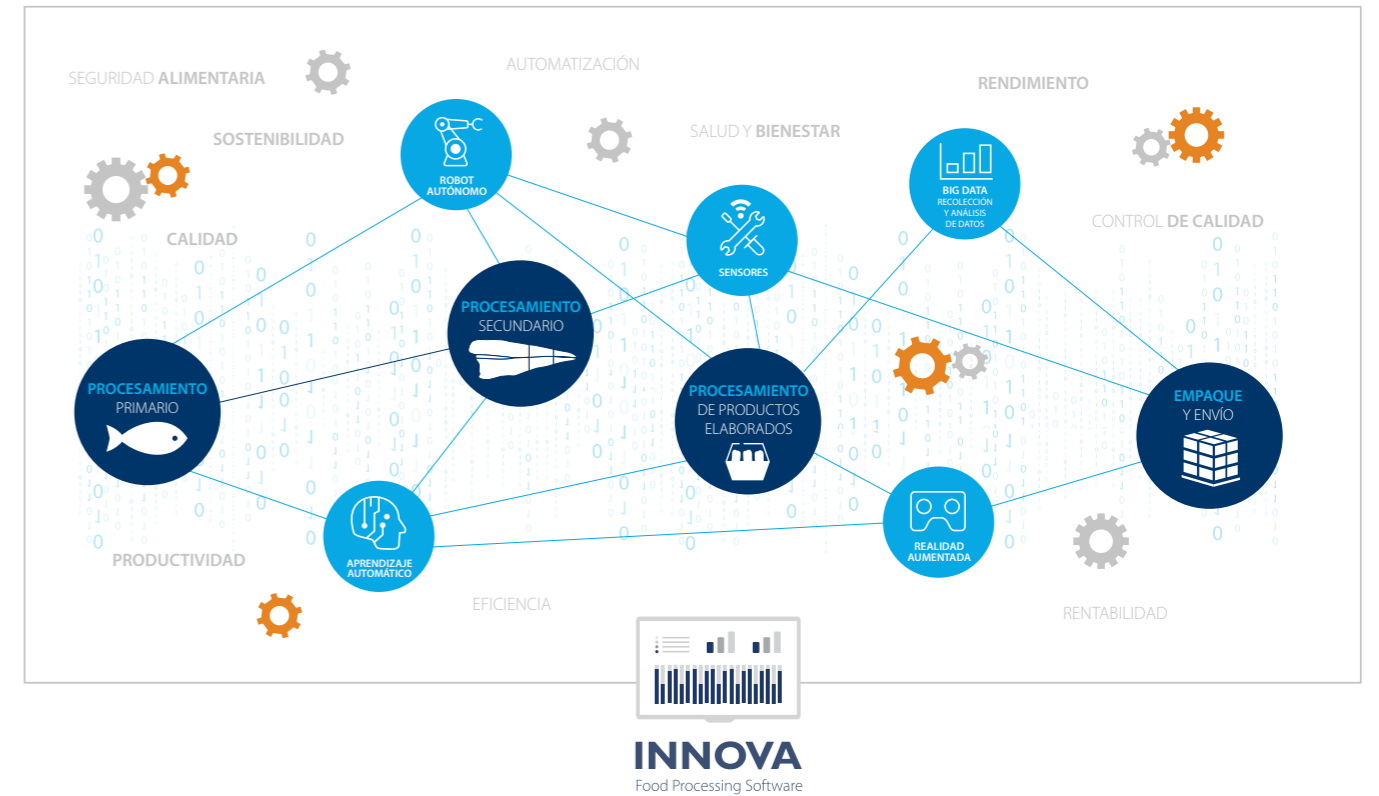 AUTOMATIZACIÓN
SEGURIDAD ALIMENTARIA
RENDIMIENTO
SOSTENIBILIDAD
SALUD Y BIENESTAR
ROBOT
AUTÓNOMO
BIG DATA
RECOLECCIÓN
Y ANÁLISIS
DE DATOS
CONTROL DE CALIDAD
CALIDAD
SENSORES
PROCESAMIENTO
SECUNDARIO
PROCESAMIENTO
PRIMARIO
PROCESAMIENTO
DE PRODUCTOS
ELABORADOS
EMPAQUE
Y ENVÍO
PRODUCTIVIDAD
APRENDIZAJE
AUTOMÁTICO
REALIDAD
AUMENTADA
EFICIENCIA
RENTABILIDAD
INNOVA
Food Processing Software